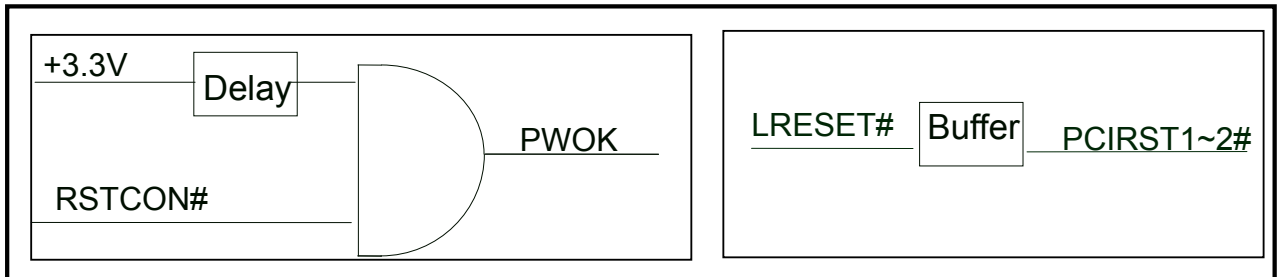 +3.3V
Delay
PWOK
RSTCON#
LRESET#
Buffer
PCIRST1~2#